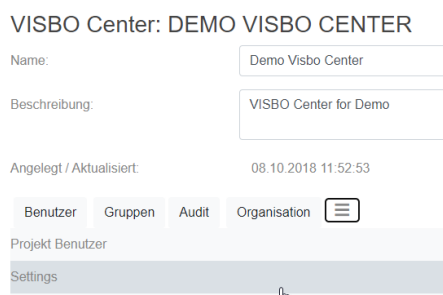 VISBO Center: DEMO VISBO CENTER
Name: Demo Visbo Center
Beschreibung: VISBO Center for Demo
Angelegt / Aktualisiert: 08.10.2018 11:52:53
Benutzer Gruppen Audit Organisation
Projekt Benutzer
Settings